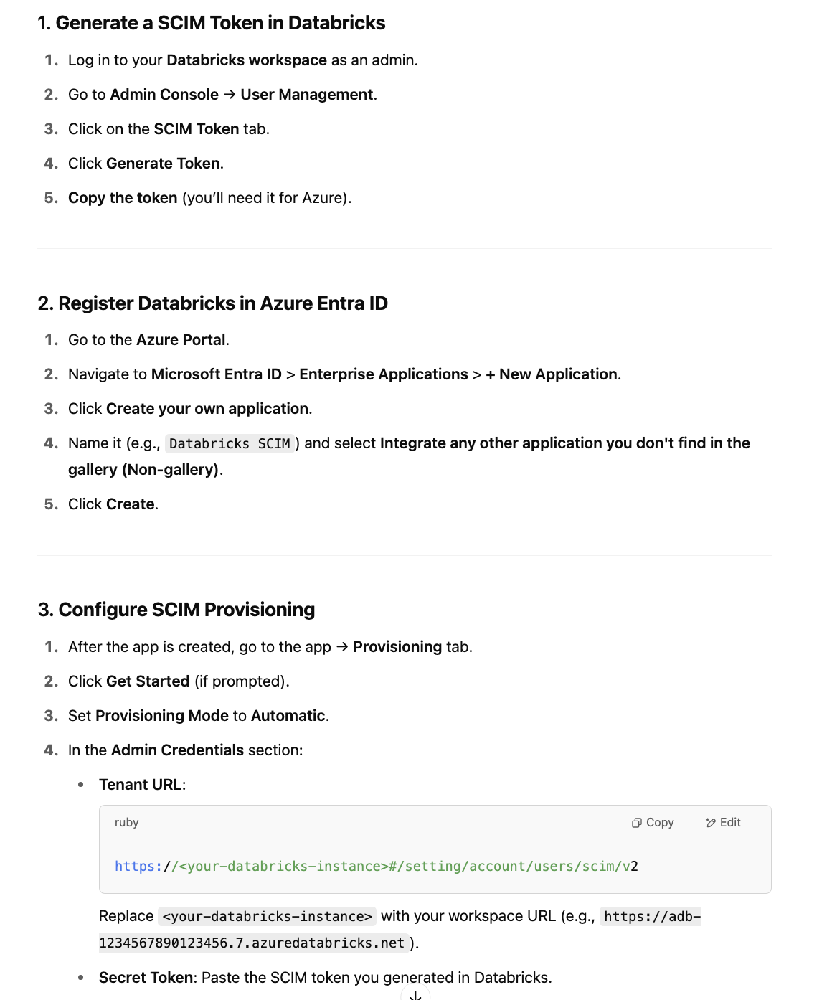 1. Generate a SCIM Token in Databricks
1. Log in to your Databricks workspace as an admin.
2. Go to Admin Console → User Management.
3. Click on the SCIM Token tab.
4. Click Generate Token.
5. Copy the token (you’ll need it for Azure).
2. Register Databricks in Azure Entra ID
1. Go to the Azure Portal.
2. Navigate to Microsoft Entra ID > Enterprise Applications > + New Application.
3. Click Create your own application.
4. Name it (e.g., Databricks SCIM) and select Integrate any other application you don't find in the
gallery (Non-gallery).
5. Click Create.
3. Configure SCIM Provisioning
1. After the app is created, go to the app → Provisioning tab.
2. Click Get Started (if prompted).
3. Set Provisioning Mode to Automatic.
4. In the Admin Credentials section:
• Tenant URL:
ruby Copy Edit
https://<your-databricks-instance>#/setting/account/users/scim/v2
Replace <your-databricks-instance> with your workspace URL (e.g., https://adb-
1234567890123456.7.azuredatabricks.net).
• Secret Token: Paste the SCIM token you generated in Databricks.